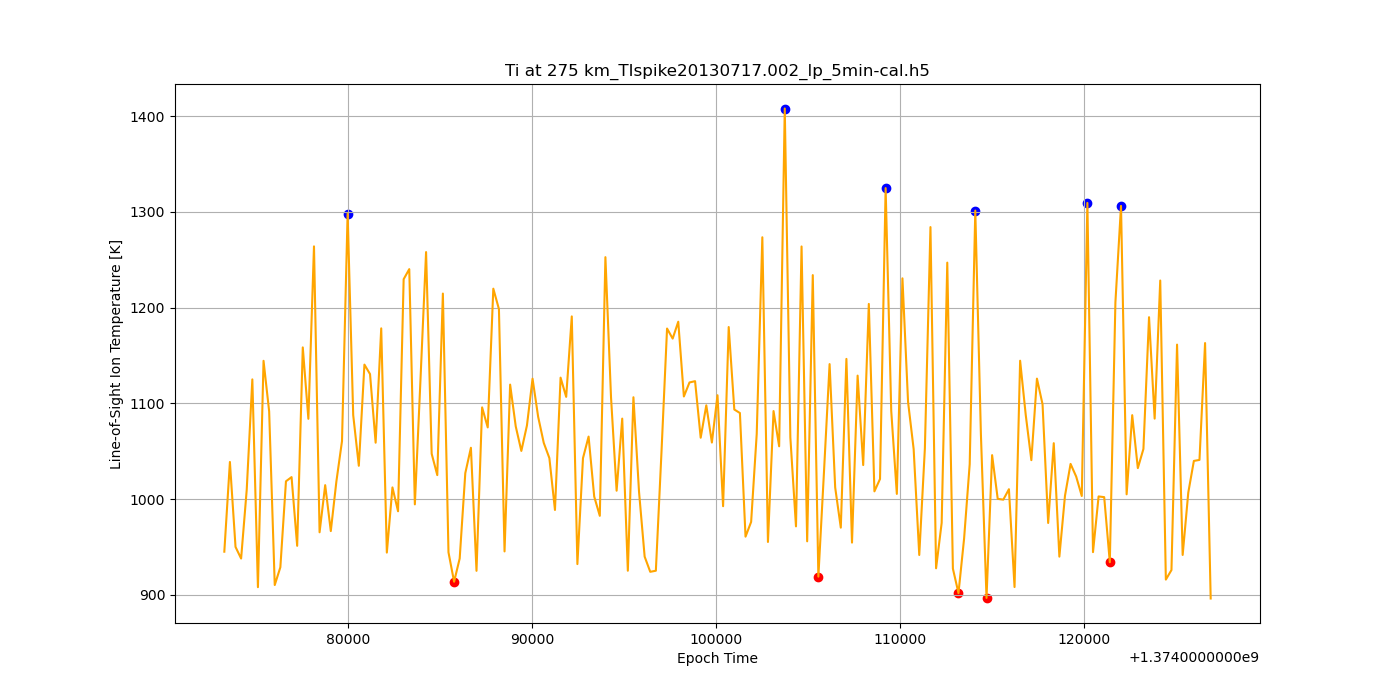 Ti at 275 km_TIspike20130717.002_lp_5min-cal.h5
Line-of-Sight Ion Temperature [K]
1400
1300
1200
1100
1000
900
80000 90000 100000 110000 120000
Epoch Time
+1.3740000000e9